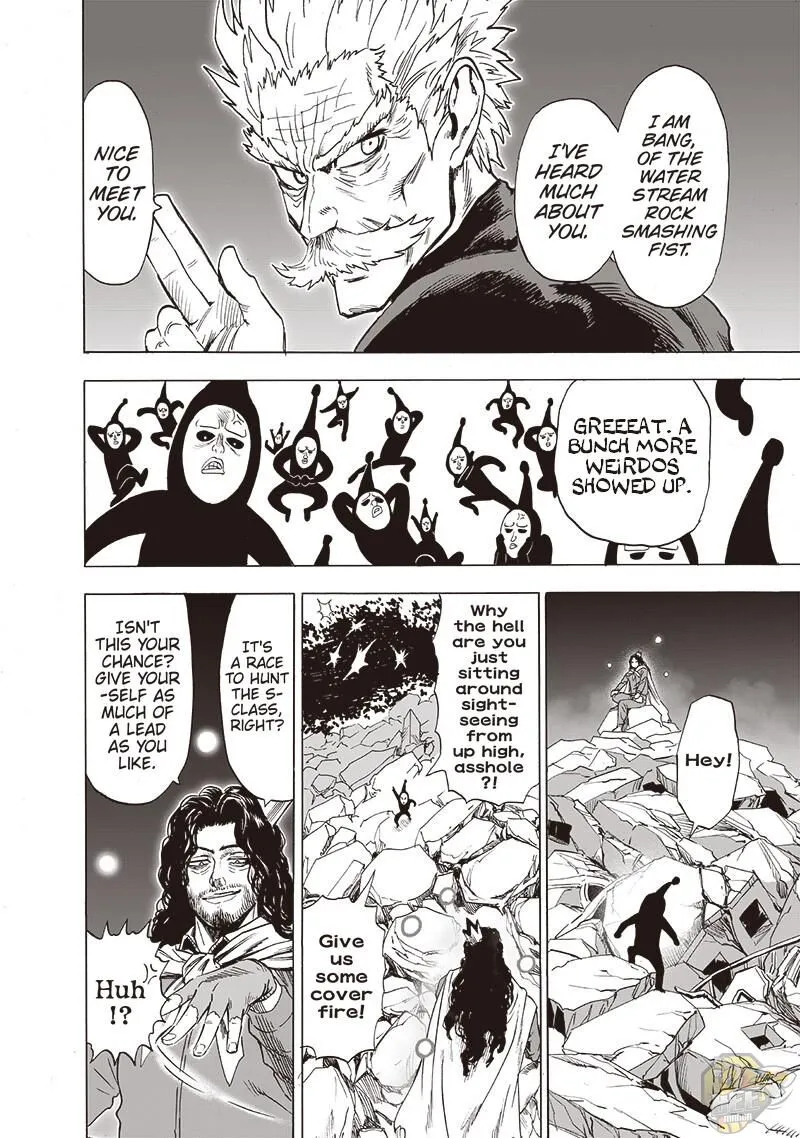 I AM
BANG,
OF THE
WATER
STREAM
ROCK
SMASHING
FIST.
I'VE
HEARD
MUCH
ABOUT
YOU.
NICE
TO
MEET
YOU.
GREEEAT. A
BUNCH MORE
WEIRDOS
SHOWED UP.
Hey!
Why
the hell
are you
just
sitting
around
sight-
seeing
from
up high,
asshole
?!
Give
us
some
cover
fire!
IT'S
A RACE
TO HUNT
THE S-
CLASS,
RIGHT?
ISN'T
THIS YOUR
CHANCE?
GIVE YOUR
-SELF AS
MUCH OF
A LEAD
AS YOU
LIKE.
Huh
!?